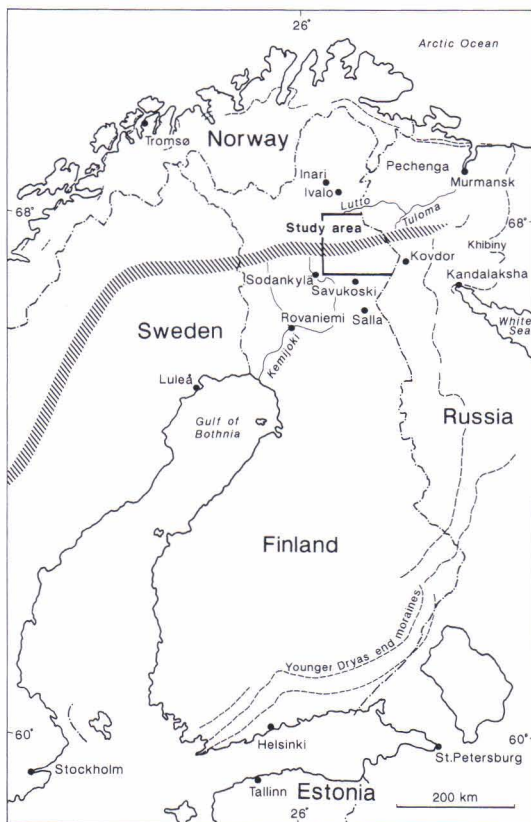 26°
Arctic Ocean
Tromsø
Norway
Pechenga
Murmansk
Inari
Ivalo
Lutto
68°
68°
Tuloma
Study area
Khibiny
Kovdor
Sodankylä
Kandalaksha
Savukoski
White
Sea
Rovaniemi
Salla
Sweden
Kemijoki
Luleå
Russia
Gulf of
Bothnia
Finland
Younger Dryas end moraines
60°
60°
Helsinki
St.Petersburg
Stockholm
Tallinn
Estonia
26°
200 km